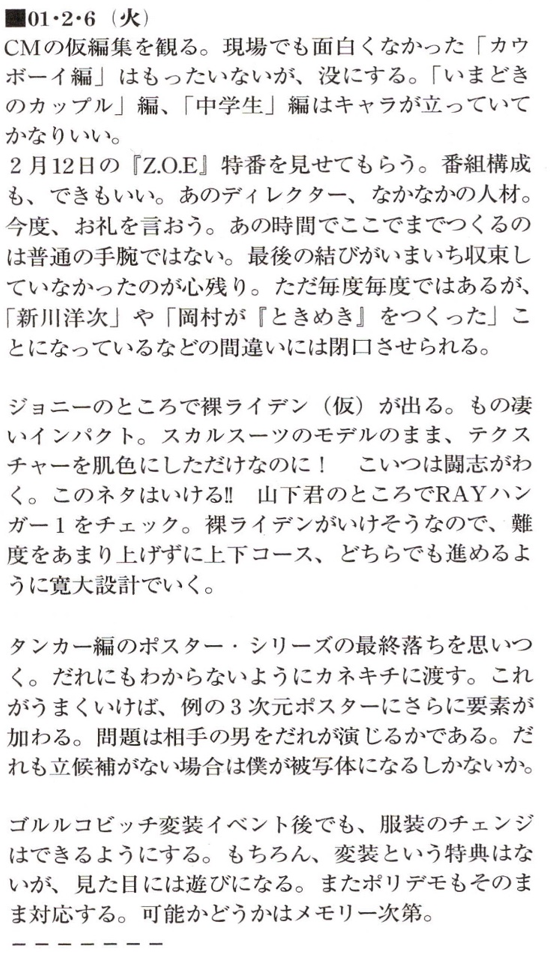 ■01・2・6（火）
CMの仮編集を観る。現場でも面白くなかった「カウ
ボーイ編」はもったいないが、没にする。「いまどき
のカップル」編、「中学生」編はキャラが立っていて
かなりいい。
２月12日の『Z.O.E』特番を見せてもらう。番組構成
も、できもいい。あのディレクター、なかなかの人材。
今度、お礼を言おう。あの時間でここでまでつくるの
は普通の手腕ではない。最後の結びがいまいち収束し
ていなかったのが心残り。ただ毎度毎度ではあるが、
「新川洋次」や「岡村が『ときめき』をつくった」こ
とになっているなどの間違いには閉口させられる。
ジョニーのところで裸ライデン（仮）が出る。もの凄
いインパクト。スカルスーツのモデルのまま、テクス
チャーを肌色にしただけなのに！　こいつは闘志がわ
く。このネタはいける!!　山下君のところでRAYハン
ガー１をチェック。裸ライデンがいけそうなので、難
度をあまり上げずに上下コース、どちらでも進めるよ
うに寛大設計でいく。
タンカー編のポスター・シリーズの最終落ちを思いつ
く。だれにもわからないようにカネキチに渡す。これ
がうまくいけば、例の３次元ポスターにさらに要素が
加わる。問題は相手の男をだれが演じるかである。だ
れも立候補がない場合は僕が被写体になるしかないか。
ゴルルコビッチ変装イベント後でも、服装のチェンジ
はできるようにする。もちろん、変装という特典はな
いが、見た目には遊びになる。またポリデモもそのま
ま対応する。可能かどうかはメモリー次第。
－－－－－－－